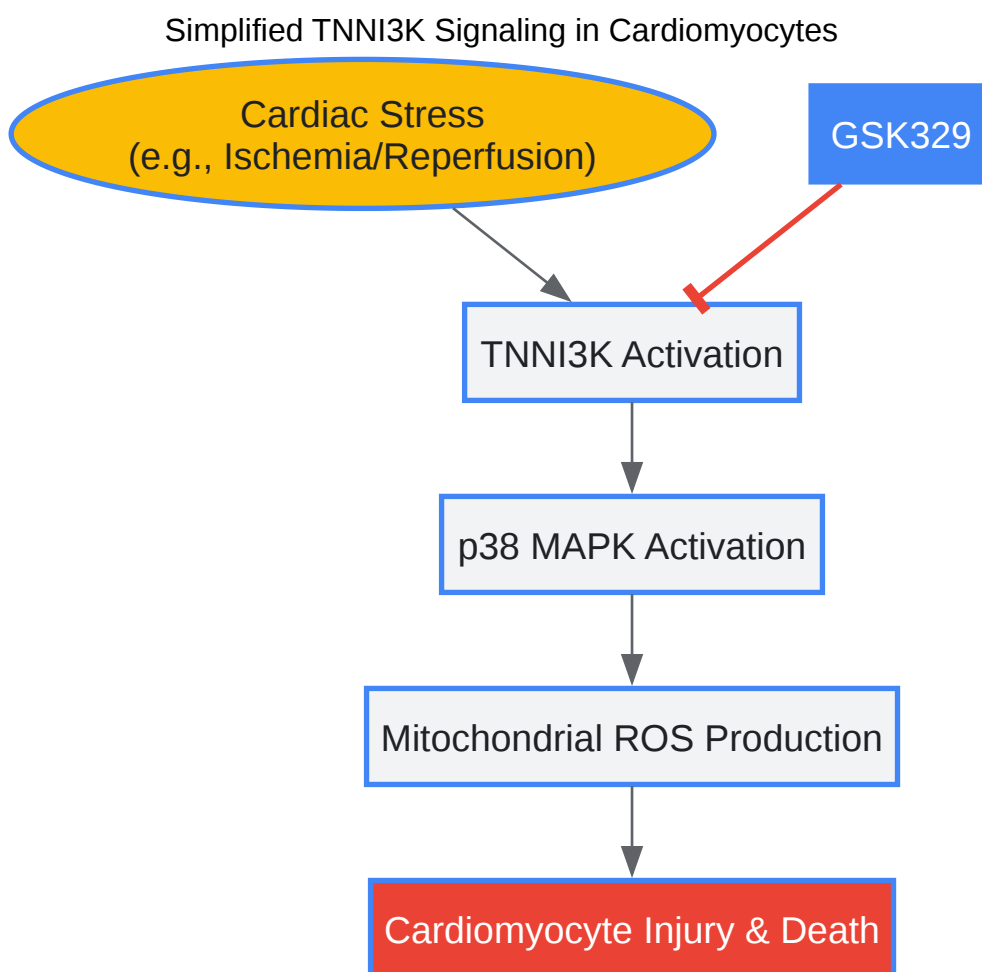 Simplified TNNI3K Signaling in Cardiomyocytes
Cardiac Stress
(e.g., Ischemia/Reperfusion)
GSK329
TNNI3K Activation
p38 MAPK Activation
Mitochondrial ROS Production
Cardiomyocyte Injury & Death